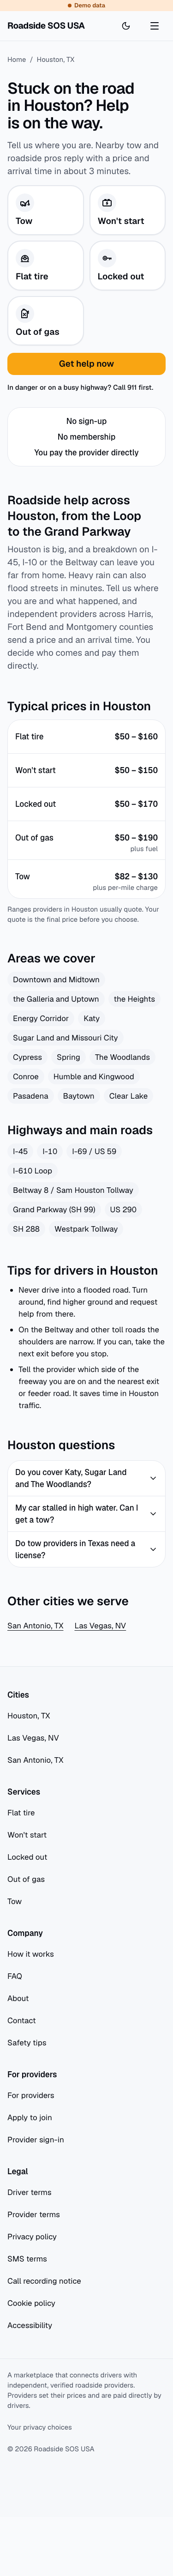 Demo data
Roadside SOS USA
Home / Houston, TX
Stuck on the road
in Houston? Help
is on the way.
Tell us where you are. Nearby tow and
roadside pros reply with a price and
arrival time in about 3 minutes.
Tow
Won't start
Flat tire
Locked out
Out of gas
Get help now
In danger or on a busy highway? Call 911 first.
No sign-up
No membership
You pay the provider directly
Roadside help across
Houston, from the Loop
to the Grand Parkway
Houston is big, and a breakdown on I-
45, I-10 or the Beltway can leave you
far from home. Heavy rain can also
flood streets in minutes. Tell us where
you are and what happened, and
independent providers across Harris,
Fort Bend and Montgomery counties
send a price and an arrival time. You
decide who comes and pay them
directly.
Typical prices in Houston
Flat tire $50 – $160
Won't start $50 – $150
Locked out $50 – $170
Out of gas $50 – $190
plus fuel
Tow $82 – $130
plus per-mile charge
Ranges providers in Houston usually quote. Your
quote is the final price before you choose.
Areas we cover
Downtown and Midtown
the Galleria and Uptown the Heights
Energy Corridor Katy
Sugar Land and Missouri City
Cypress Spring The Woodlands
Conroe Humble and Kingwood
Pasadena Baytown Clear Lake
Highways and main roads
I-45 I-10 I-69 / US 59
I-610 Loop
Beltway 8 / Sam Houston Tollway
Grand Parkway (SH 99) US 290
SH 288 Westpark Tollway
Tips for drivers in Houston
• Never drive into a flooded road. Turn
around, find higher ground and request
help from there.
• On the Beltway and other toll roads the
shoulders are narrow. If you can, take the
next exit before you stop.
• Tell the provider which side of the
freeway you are on and the nearest exit
or feeder road. It saves time in Houston
traffic.
Houston questions
Do you cover Katy, Sugar Land
and The Woodlands?
My car stalled in high water. Can I
get a tow?
Do tow providers in Texas need a
license?
Other cities we serve
San Antonio, TX Las Vegas, NV
Cities
Houston, TX
Las Vegas, NV
San Antonio, TX
Services
Flat tire
Won't start
Locked out
Out of gas
Tow
Company
How it works
FAQ
About
Contact
Safety tips
For providers
For providers
Apply to join
Provider sign-in
Legal
Driver terms
Provider terms
Privacy policy
SMS terms
Call recording notice
Cookie policy
Accessibility
A marketplace that connects drivers with
independent, verified roadside providers.
Providers set their prices and are paid directly by
drivers.
Your privacy choices
© 2026 Roadside SOS USA